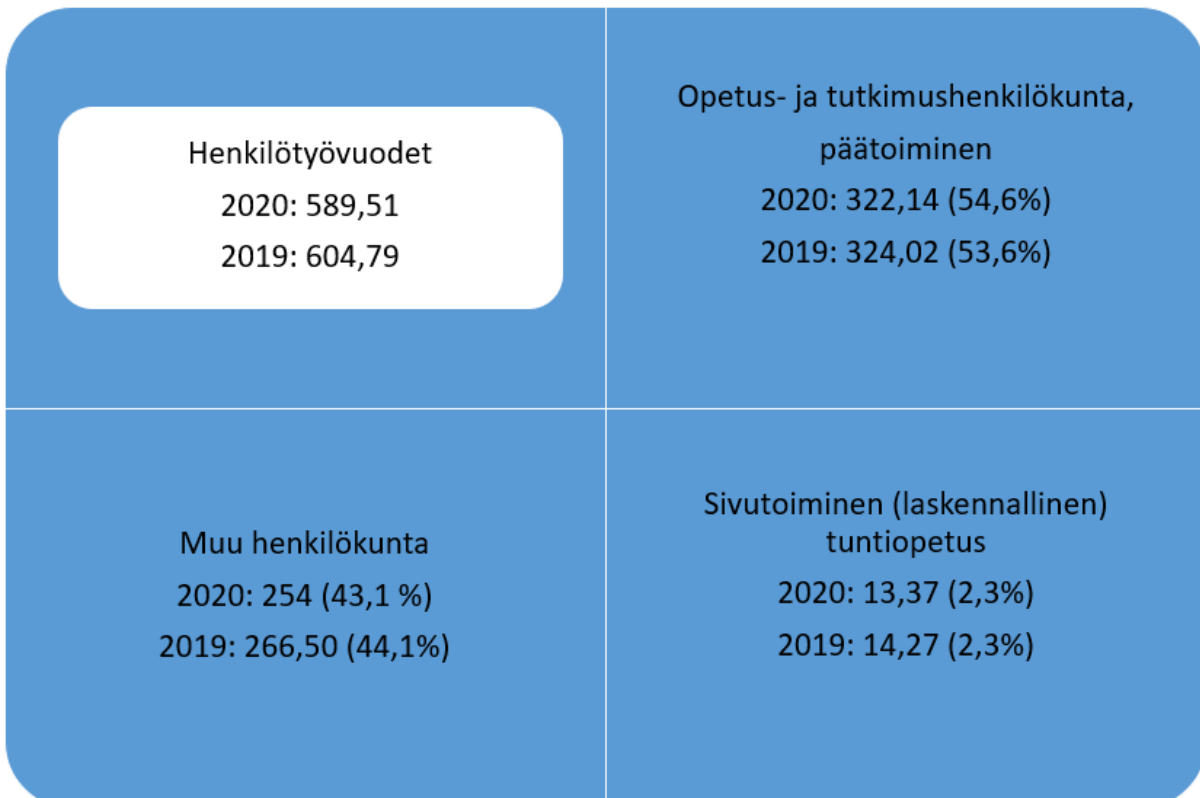 Henkilötyövuodet
2020: 589,51
2019: 604,79
Opetus- ja tutkimushenkilökunta,
päätoiminen
2020: 322,14 (54,6%)
2019: 324,02 (53,6%)
Muu henkilökunta
2020: 254 (43,1 %)
2019: 266,50 (44,1%)
Sivutoiminen (laskennallinen)
tuntiopetus
2020: 13,37 (2,3%)
2019: 14,27 (2,3%)